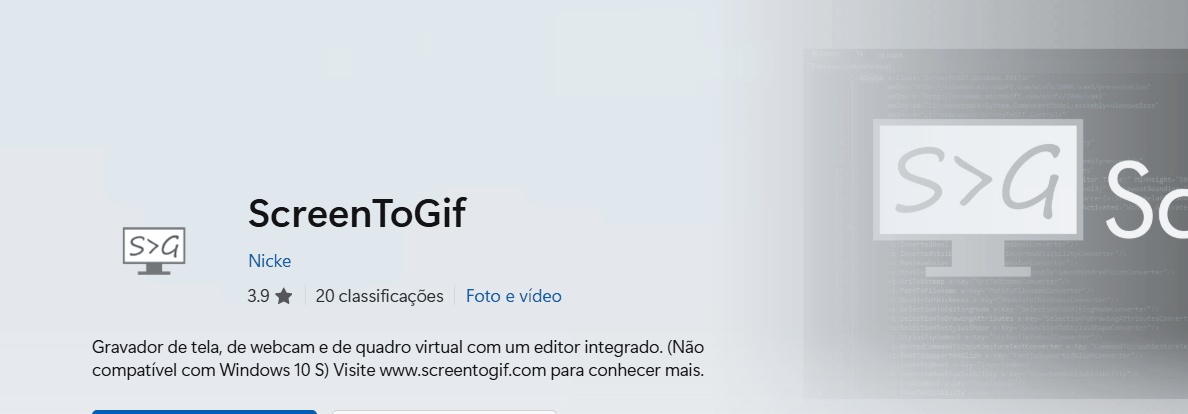 ScreenToGif
S>G
Nicke
3.9 ★ 20 classificações Foto e vídeo
Gravador de tela, de webcam e de quadro virtual com um editor integrado. (Não
compatível com Windows 10 S) Visite www.screentogif.com para conhecer mais.
S>G
Sc